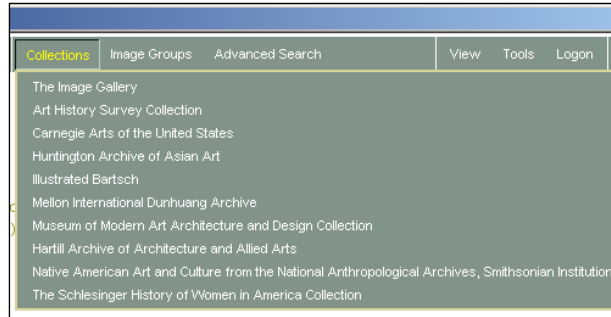 Collections Image Groups Advanced Search View Tools Logon
The Image Gallery
Art History Survey Collection
Carnegie Arts of the United States
Huntington Archive of Asian Art
Illustrated Bartsch
Mellon International Dunhuang Archive
Museum of Modern Art Architecture and Design Collection
Hartill Archive of Architecture and Allied Arts
Native American Art and Culture from the National Anthropological Archives, Smithsonian Institution
The Schlesinger History of Women in America Collection